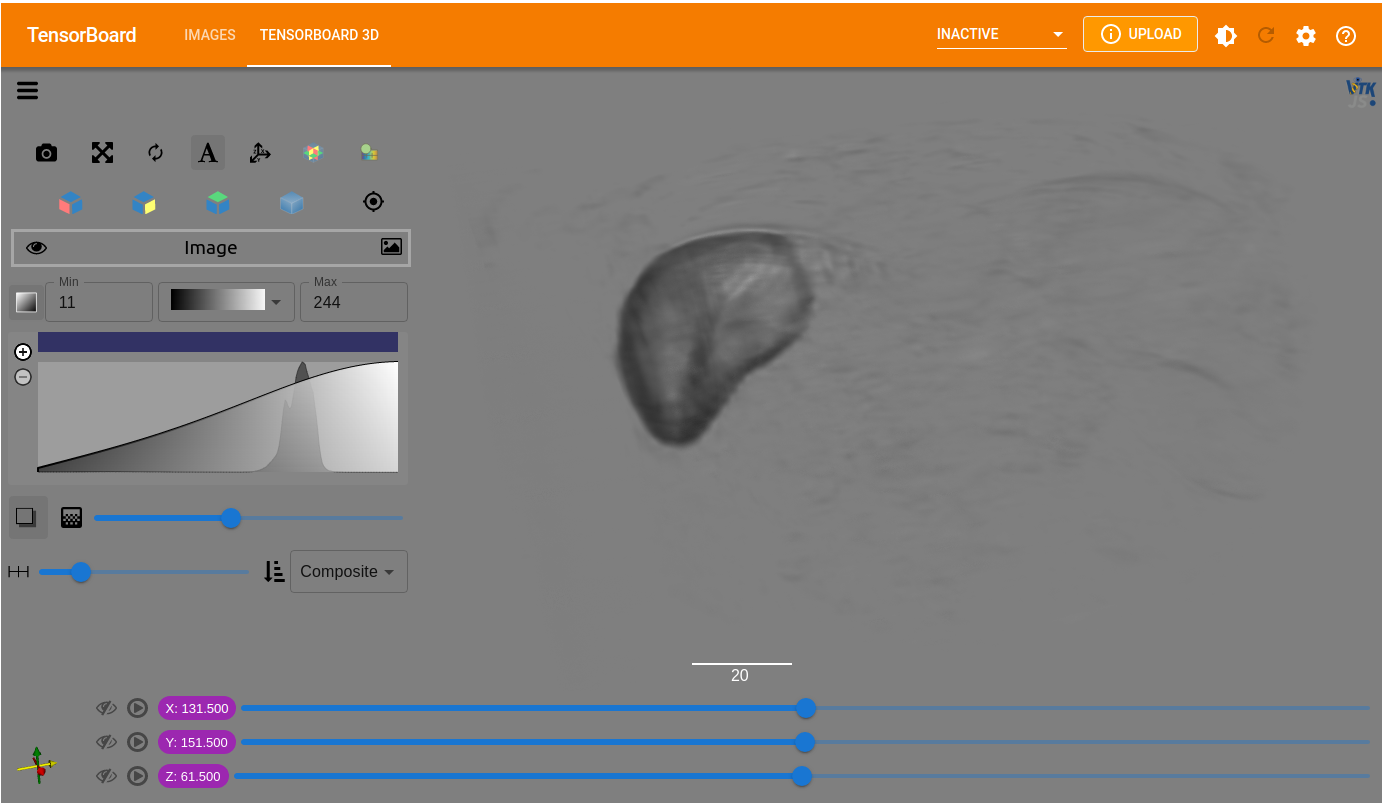 TensorBoard IMAGES TENSORBOARD 3D INACTIVE UPLOAD
VTK
JS
A
Image
Min Max
11 244
Composite
20
X: 131.500
Y: 151.500
Z: 61.500